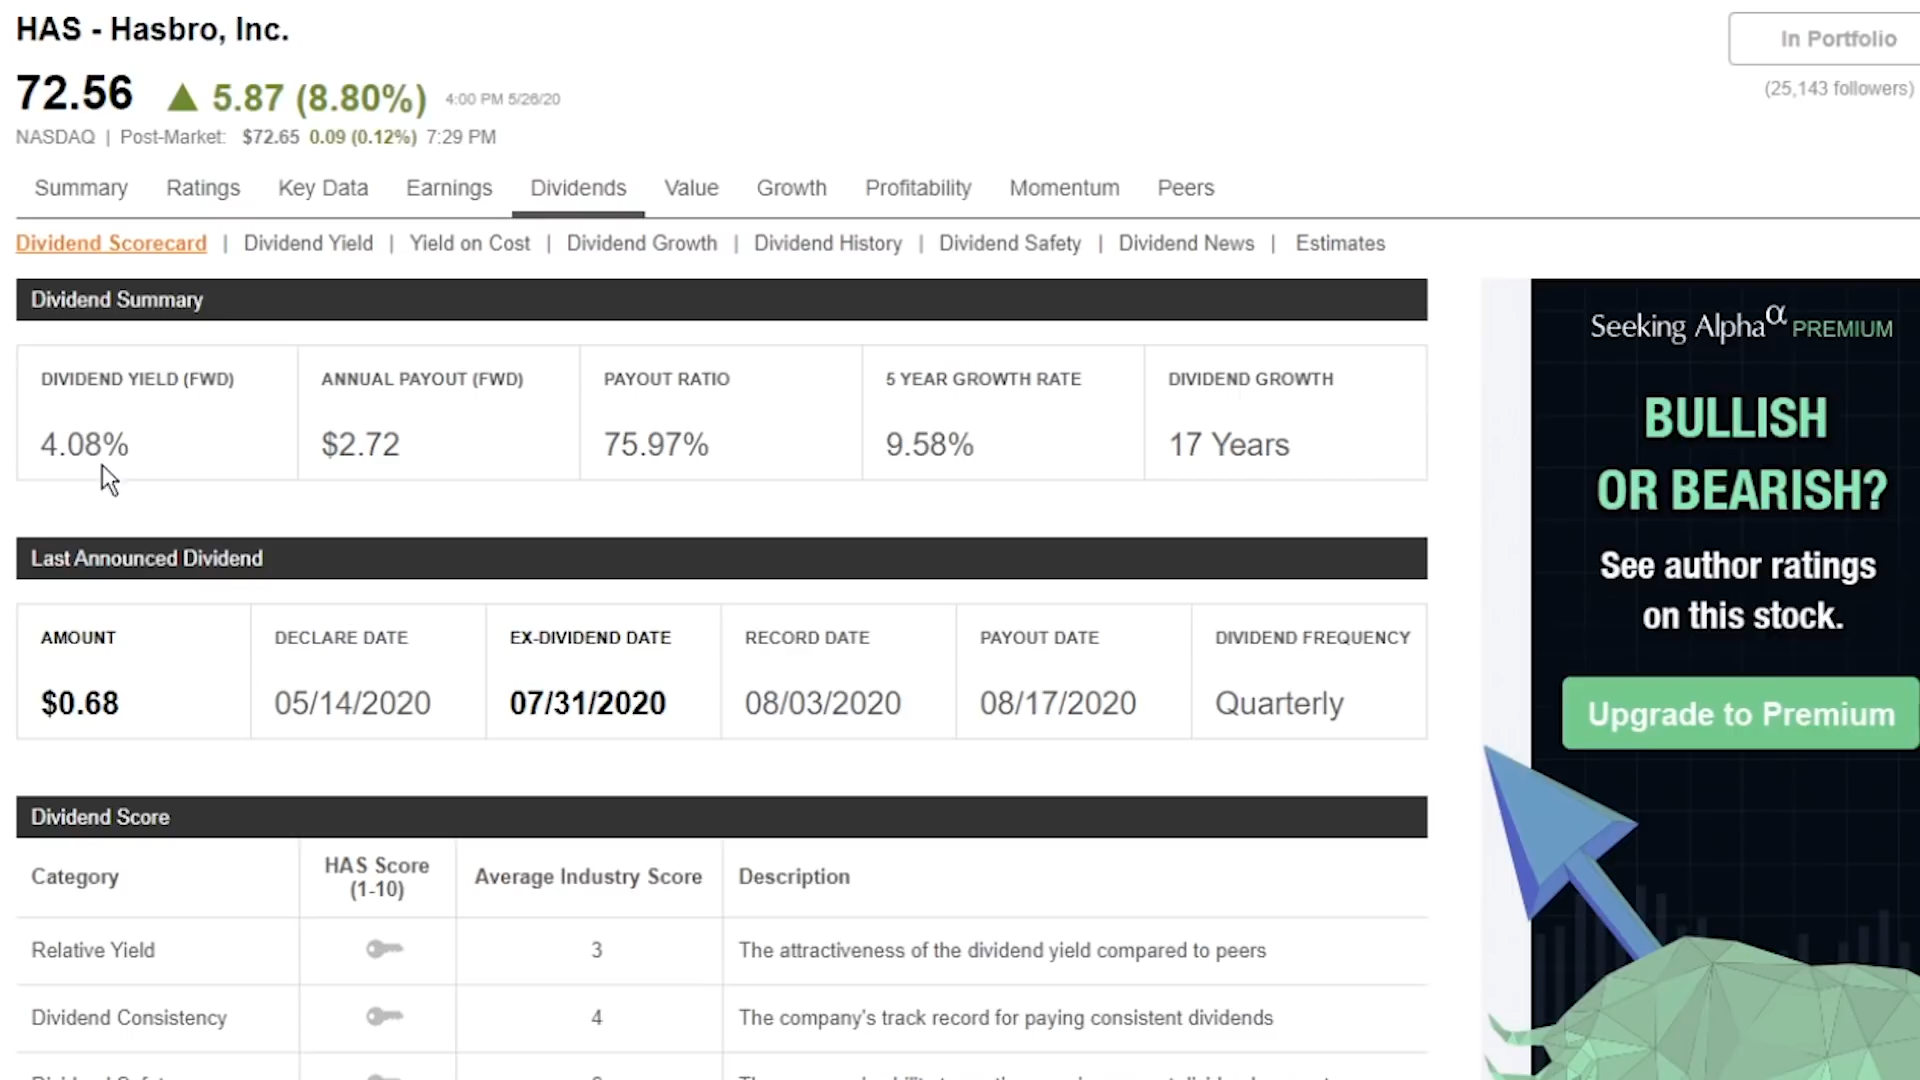 HAS - Hasbro, Inc.
In Portfolio
72.56 ▲ 5.87 (8.80%) 4:00 PM 5/26/20
(25,143 followers)
NASDAQ | Post-Market: $72.65 0.09 (0.12%) 7:29 PM
Summary Ratings Key Data Earnings Dividends Value Growth Profitability Momentum Peers
Dividend Scorecard | Dividend Yield | Yield on Cost | Dividend Growth | Dividend History | Dividend Safety | Dividend News | Estimates
Dividend Summary
DIVIDEND YIELD (FWD) ANNUAL PAYOUT (FWD) PAYOUT RATIO 5 YEAR GROWTH RATE DIVIDEND GROWTH
4.08% $2.72 75.97% 9.58% 17 Years
Last Announced Dividend
AMOUNT DECLARE DATE EX-DIVIDEND DATE RECORD DATE PAYOUT DATE DIVIDEND FREQUENCY
$0.68 05/14/2020 07/31/2020 08/03/2020 08/17/2020 Quarterly
Dividend Score
Category HAS Score (1-10) Average Industry Score Description
Relative Yield 3 The attractiveness of the dividend yield compared to peers
Dividend Consistency 4 The company's track record for paying consistent dividends
Seeking Alpha α PREMIUM
BULLISH
OR BEARISH?
See author ratings
on this stock.
Upgrade to Premium